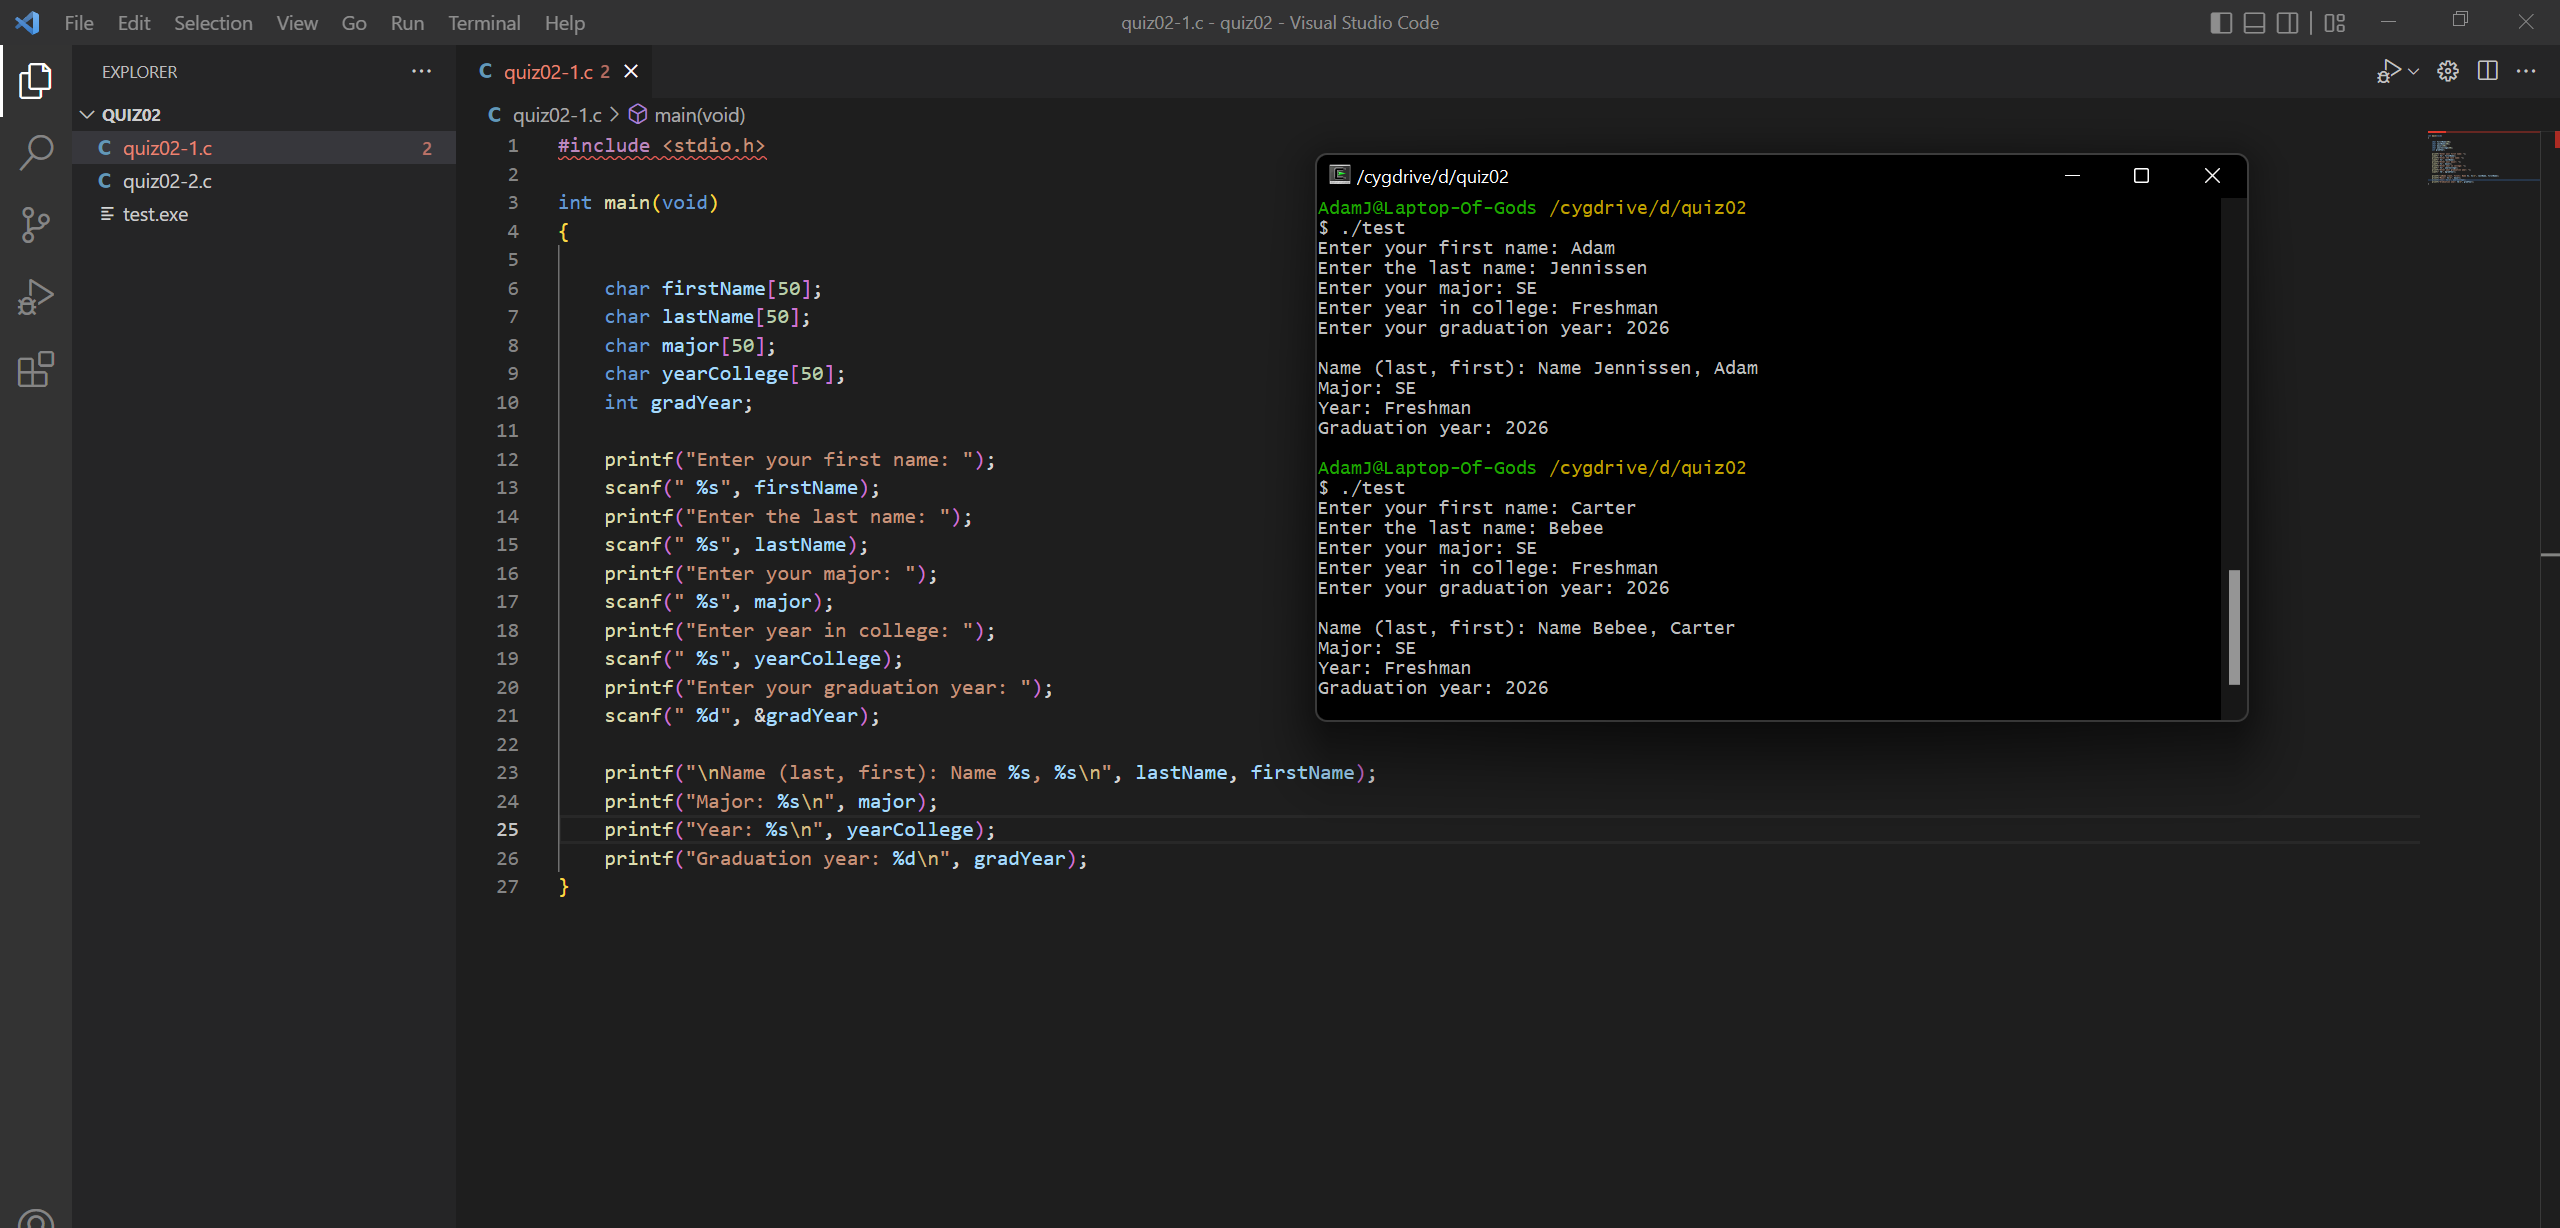 File Edit Selection View Go Run Terminal Help
quiz02-1.c - quiz02 - Visual Studio Code
EXPLORER
QUIZ02
C quiz02-1.c 2
C quiz02-2.c
test.exe
C quiz02-1.c 2
C quiz02-1.c > main(void)
1 #include <stdio.h>
2
3 int main(void)
4 {
5
6 char firstName[50];
7 char lastName[50];
8 char major[50];
9 char yearCollege[50];
10 int gradYear;
11
12 printf("Enter your first name: ");
13 scanf(" %s", firstName);
14 printf("Enter the last name: ");
15 scanf(" %s", lastName);
16 printf("Enter your major: ");
17 scanf(" %s", major);
18 printf("Enter year in college: ");
19 scanf(" %s", yearCollege);
20 printf("Enter your graduation year: ");
21 scanf(" %d", &gradYear);
22
23 printf("\nName (last, first): Name %s, %s\n", lastName, firstName);
24 printf("Major: %s\n", major);
25 printf("Year: %s\n", yearCollege);
26 printf("Graduation year: %d\n", gradYear);
27 }
/cygdrive/d/quiz02
AdamJ@Laptop-Of-Gods /cygdrive/d/quiz02
$ ./test
Enter your first name: Adam
Enter the last name: Jennissen
Enter your major: SE
Enter year in college: Freshman
Enter your graduation year: 2026
Name (last, first): Name Jennissen, Adam
Major: SE
Year: Freshman
Graduation year: 2026
AdamJ@Laptop-Of-Gods /cygdrive/d/quiz02
$ ./test
Enter your first name: Carter
Enter the last name: Bebee
Enter your major: SE
Enter year in college: Freshman
Enter your graduation year: 2026
Name (last, first): Name Bebee, Carter
Major: SE
Year: Freshman
Graduation year: 2026